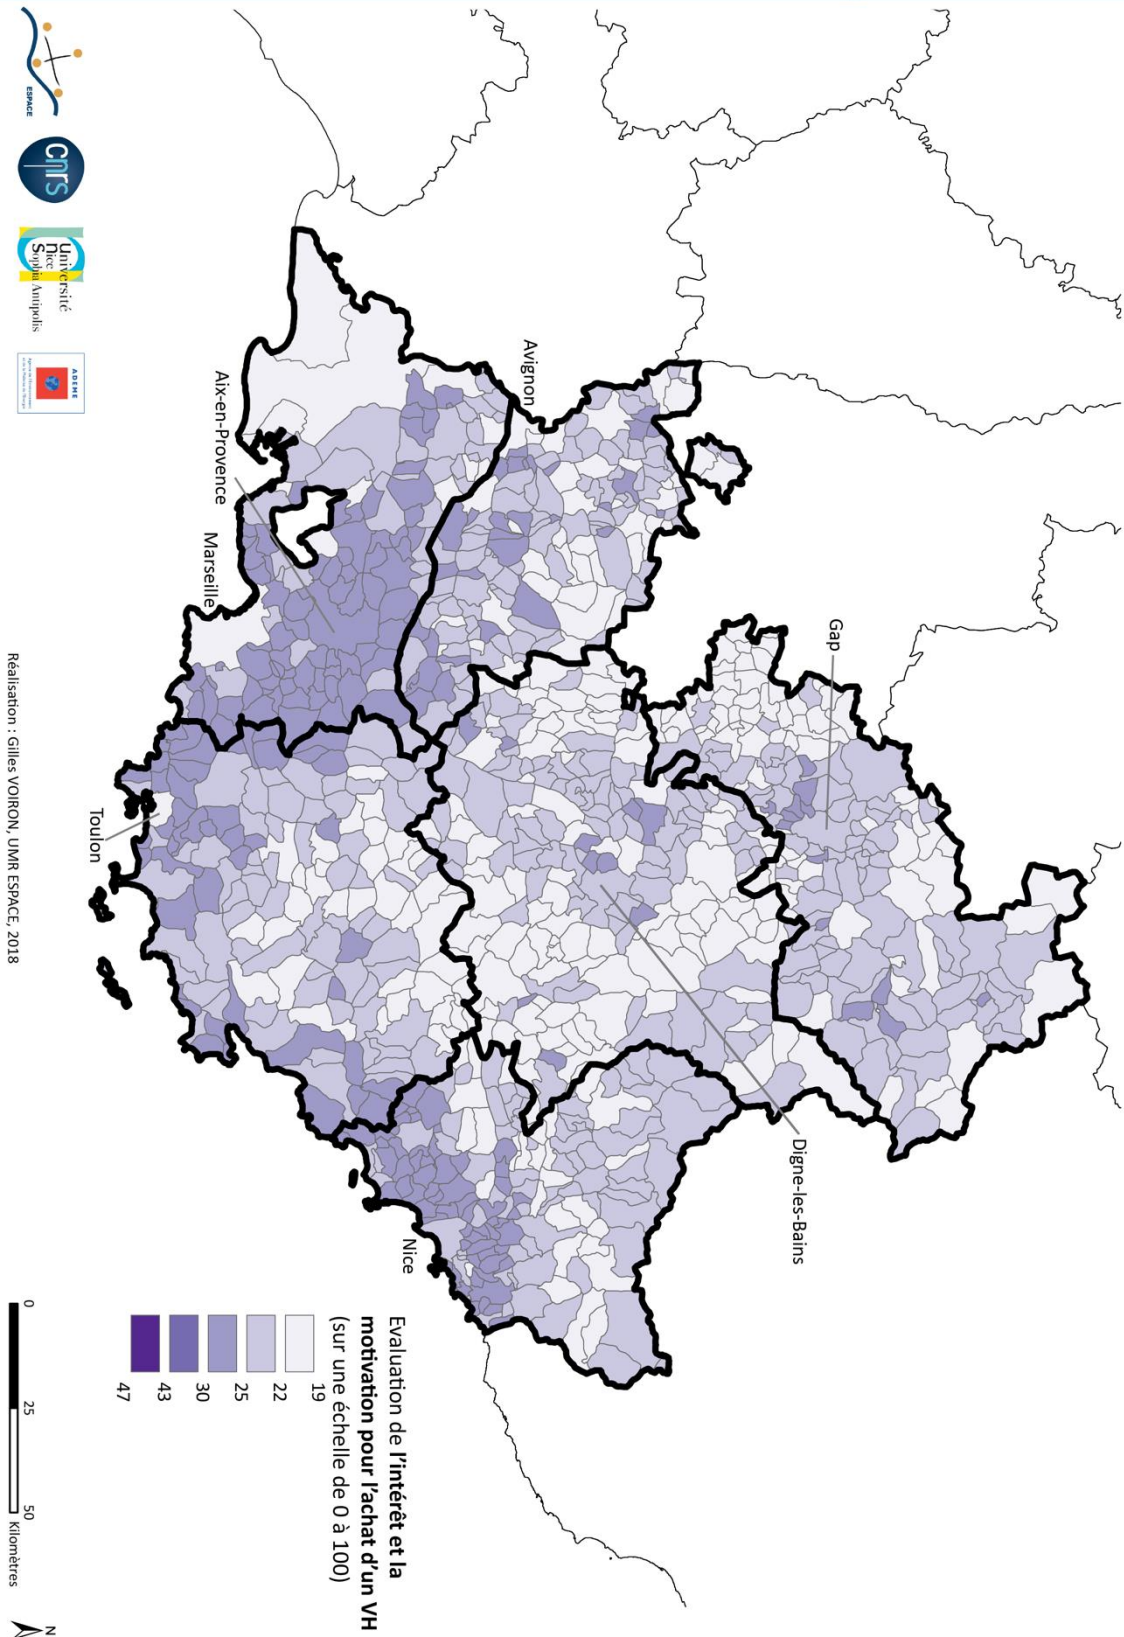 Gap
Digne-les-Bains
Avignon
Aix-en-Provence
Marseille
Toulon
Nice
Evaluation de l'intérêt et la
motivation pour l'achat d'un VH
(sur une échelle de 0 à 100)
19
22
25
30
43
47
0 25 50 Kilomètres
N
ESPACE
cnrs
Université
nice
Sophia Antipolis
ADEME
Réalisation : Gilles VOIRON, UMR ESPACE, 2018